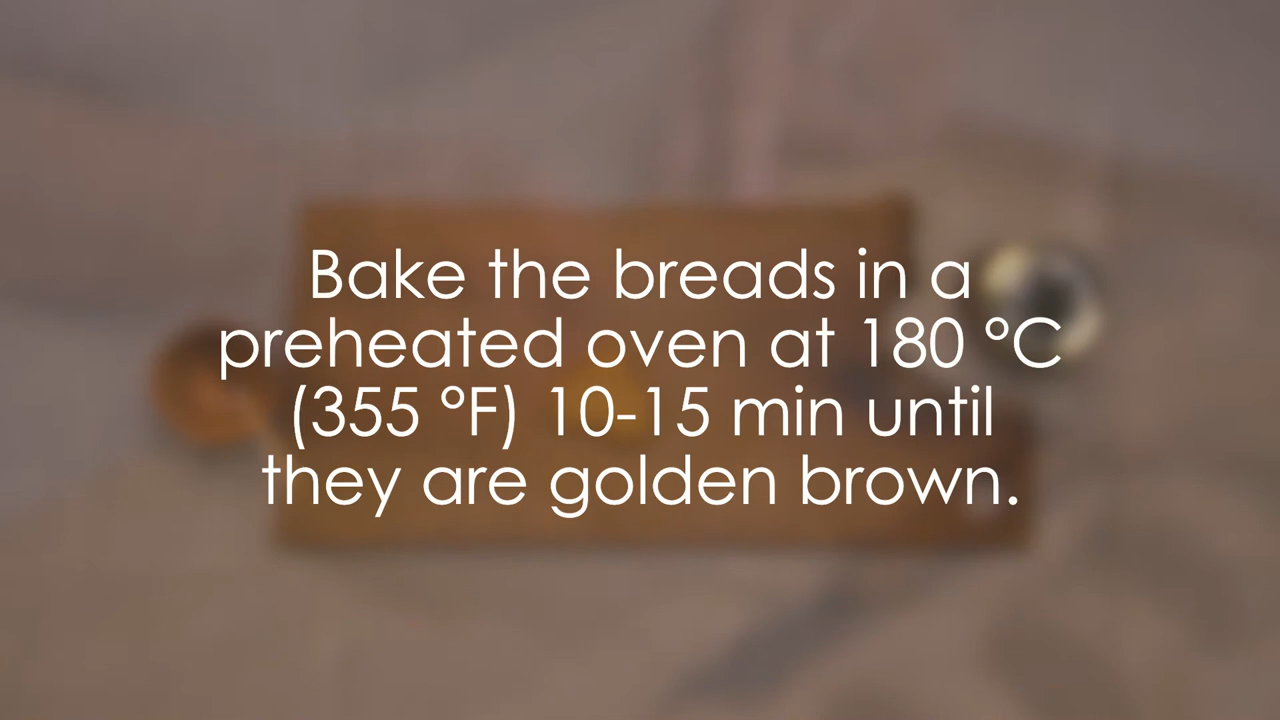 Bake the breads in a
preheated oven at 180 °C
(355 °F) 10-15 min until
they are golden brown.